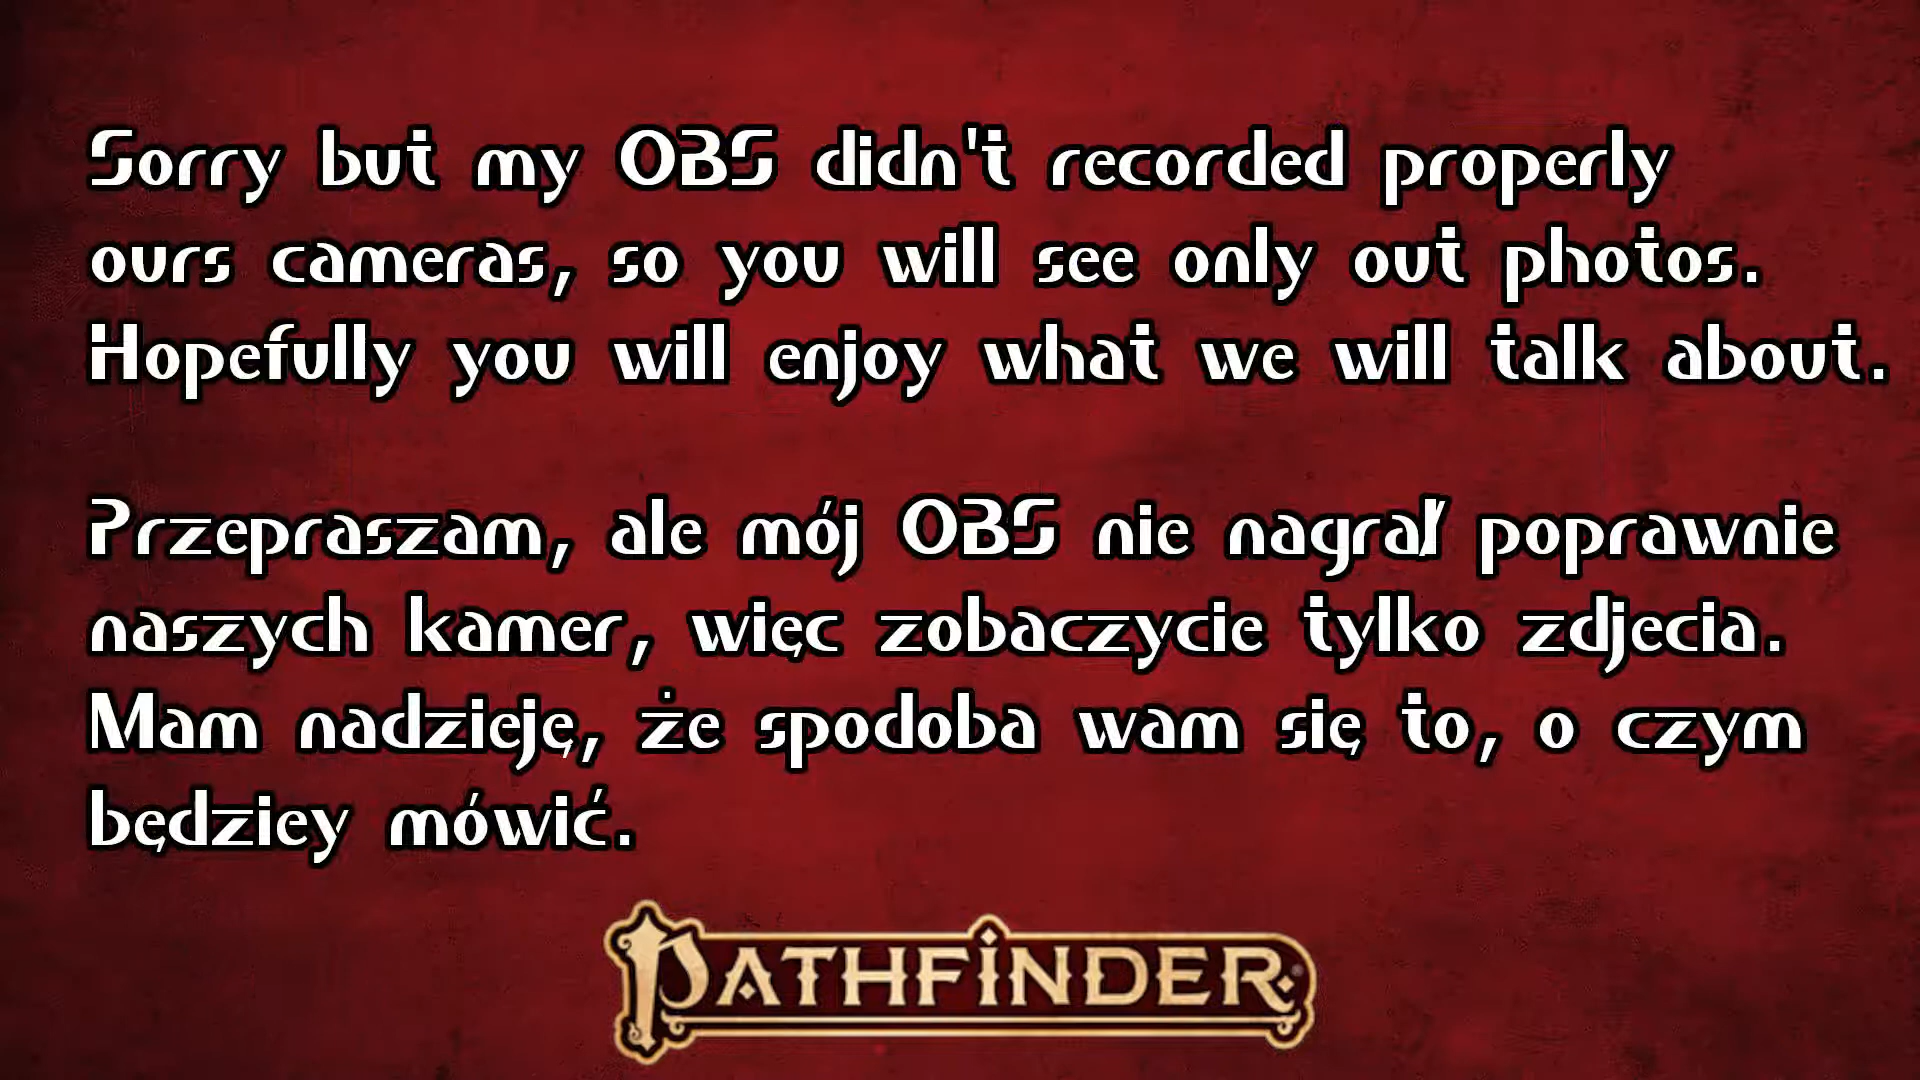 Sorry but my OBS didn't recorded properly
ours cameras, so you will see only out photos.
Hopefully you will enjoy what we will talk about.
Przepraszam, ale mój OBS nie nagrał poprawnie
naszych kamer, więc zobaczycie tylko zdjecia.
Mam nadzieję, że spodoba wam się to, o czym
będziey mówić.
PATHFINDER®